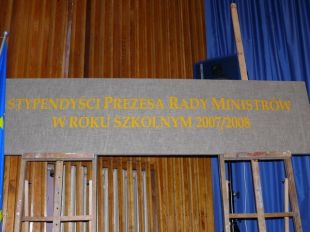 STYPENDYŚCI PREZESA RADY MINISTRÓW
W ROKU SZKOLNYM 2007/2008